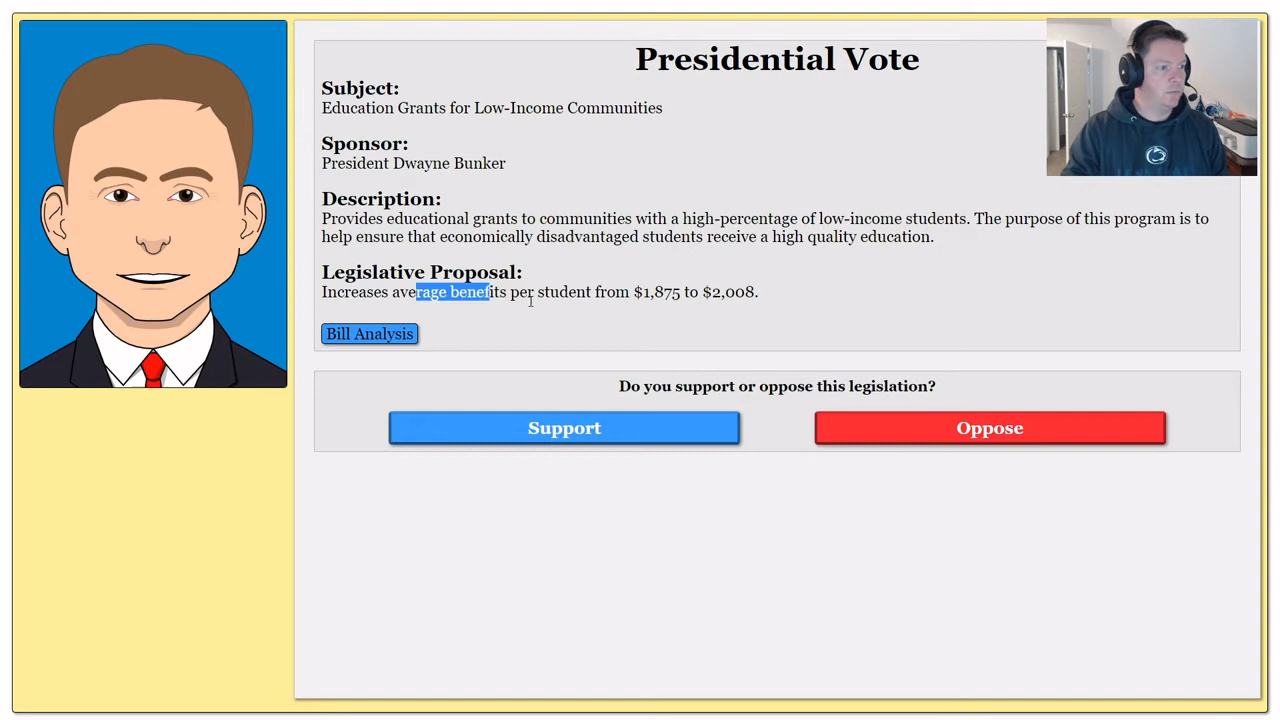 Presidential Vote
Subject:
Education Grants for Low-Income Communities
Sponsor:
President Dwayne Bunker
Description:
Provides educational grants to communities with a high-percentage of low-income students. The purpose of this program is to
help ensure that economically disadvantaged students receive a high quality education.
Legislative Proposal:
Increases average benefits per student from $1,875 to $2,008.
Bill Analysis
Do you support or oppose this legislation?
Support
Oppose